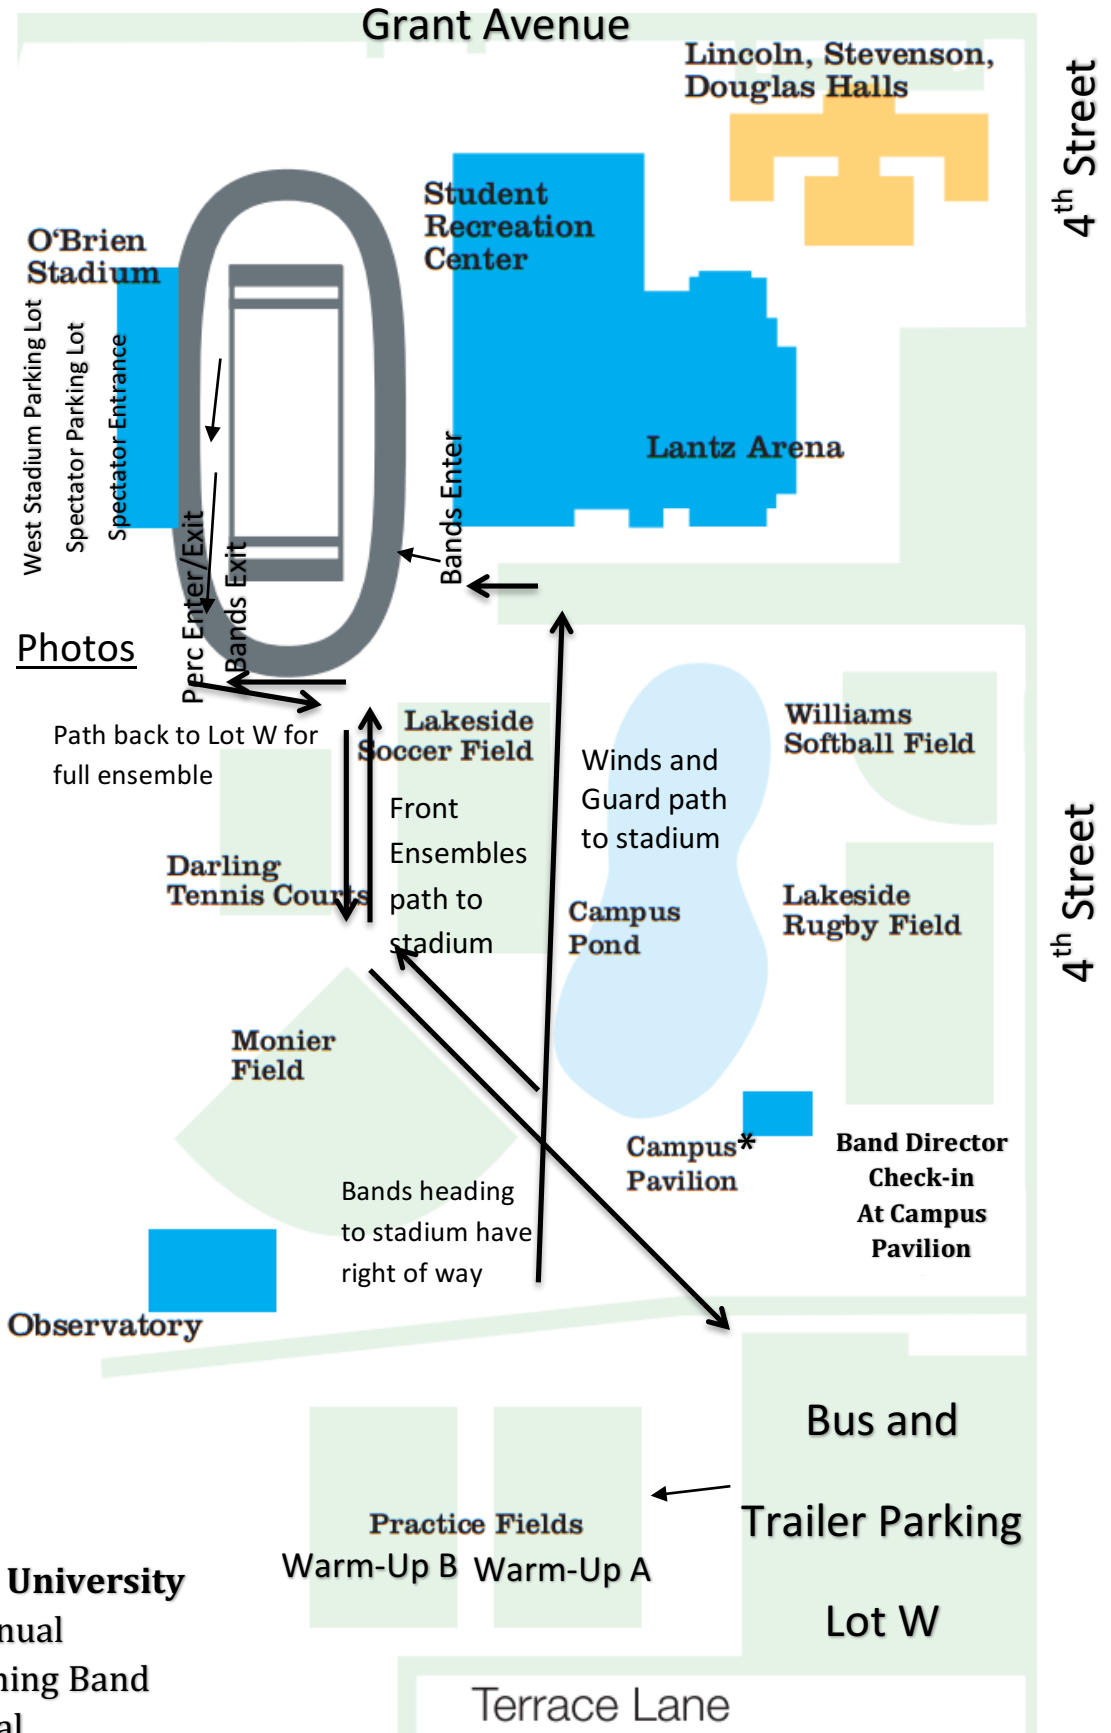 Grant Avenue
Lincoln, Stevenson,
Douglas Halls
4th Street
Student
Recreation
Center
O‘Brien
Stadium
West Stadium Parking Lot
Spectator Parking Lot
Spectator Entrance
Lantz Arena
Bands Enter
Perc Enter/Exit
Bands Exit
Photos
Path back to Lot W for
full ensemble
Lakeside
Soccer Field
Williams
Softball Field
Winds and
Guard path
to stadium
Front
Ensembles
path to
stadium
4th Street
Darling
Tennis Courts
Campus
Pond
Lakeside
Rugby Field
Monier
Field
Campus*
Pavilion
Band Director
Check-in
At Campus
Pavilion
Bands heading
to stadium have
right of way
Observatory
Bus and
Trailer Parking
Lot W
Practice Fields
Warm-Up B
Warm-Up A
University
nual
ning Band
al
Terrace Lane